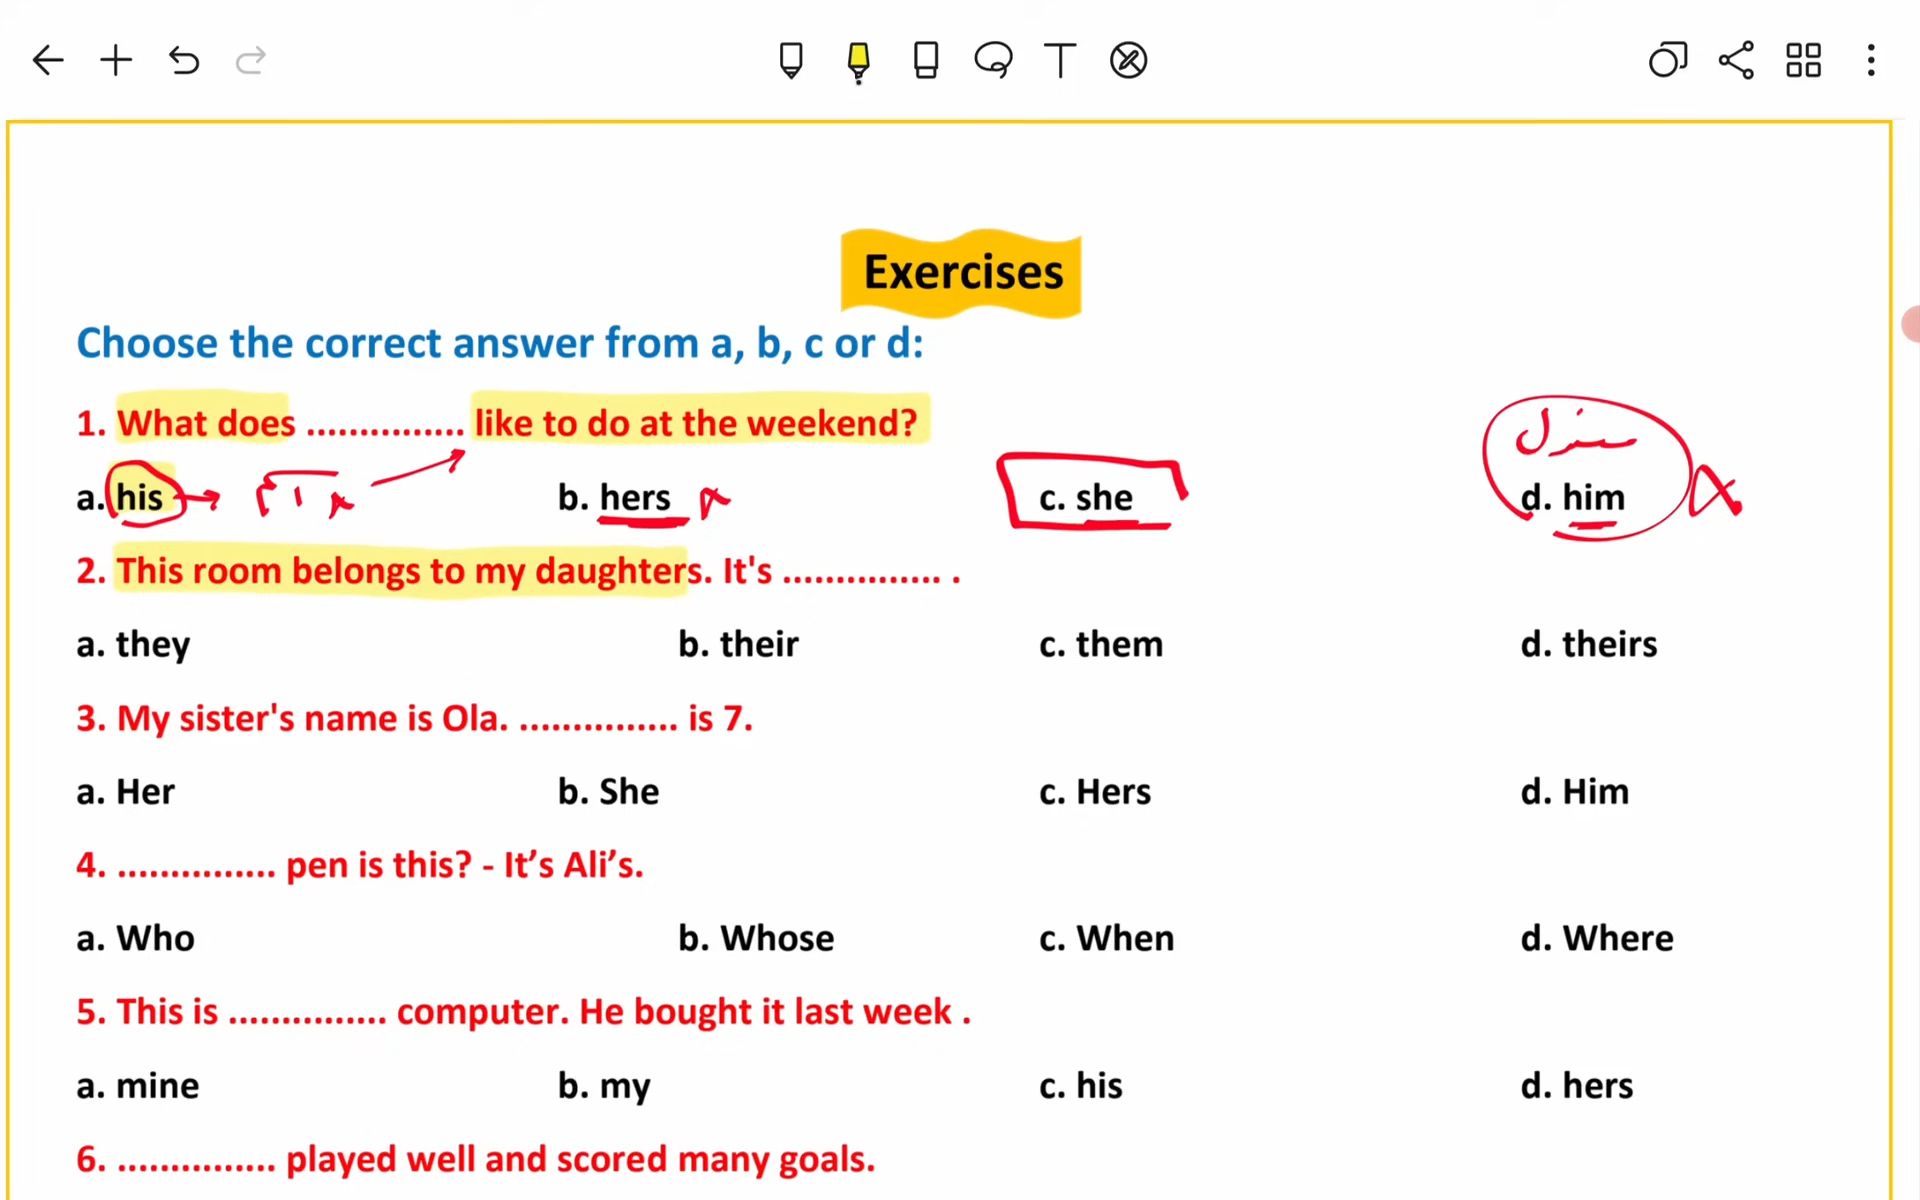 Exercises
Choose the correct answer from a, b, c or d:
1. What does ............... like to do at the weekend?
a. his b. hers c. she d. him
2. This room belongs to my daughters. It's ............... .
a. they b. their c. them d. theirs
3. My sister's name is Ola. ............... is 7.
a. Her b. She c. Hers d. Him
4. ............... pen is this? - It’s Ali’s.
a. Who b. Whose c. When d. Where
5. This is ............... computer. He bought it last week .
a. mine b. my c. his d. hers
6. ............... played well and scored many goals.